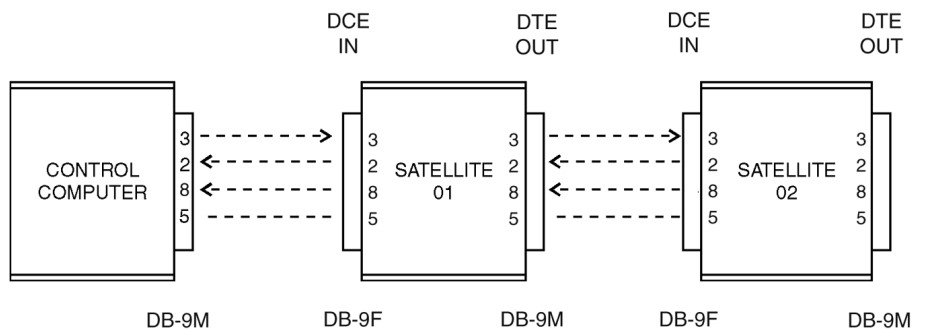 DCE DTE DCE DTE
IN OUT IN OUT
3 3 3 3 3
2 2 2 2 2
CONTROL SATELLITE SATELLITE
COMPUTER 01 02
8 8 8 8 8
5 5 5 5 5
DB-9M DB-9F DB-9M DB-9F DB-9M